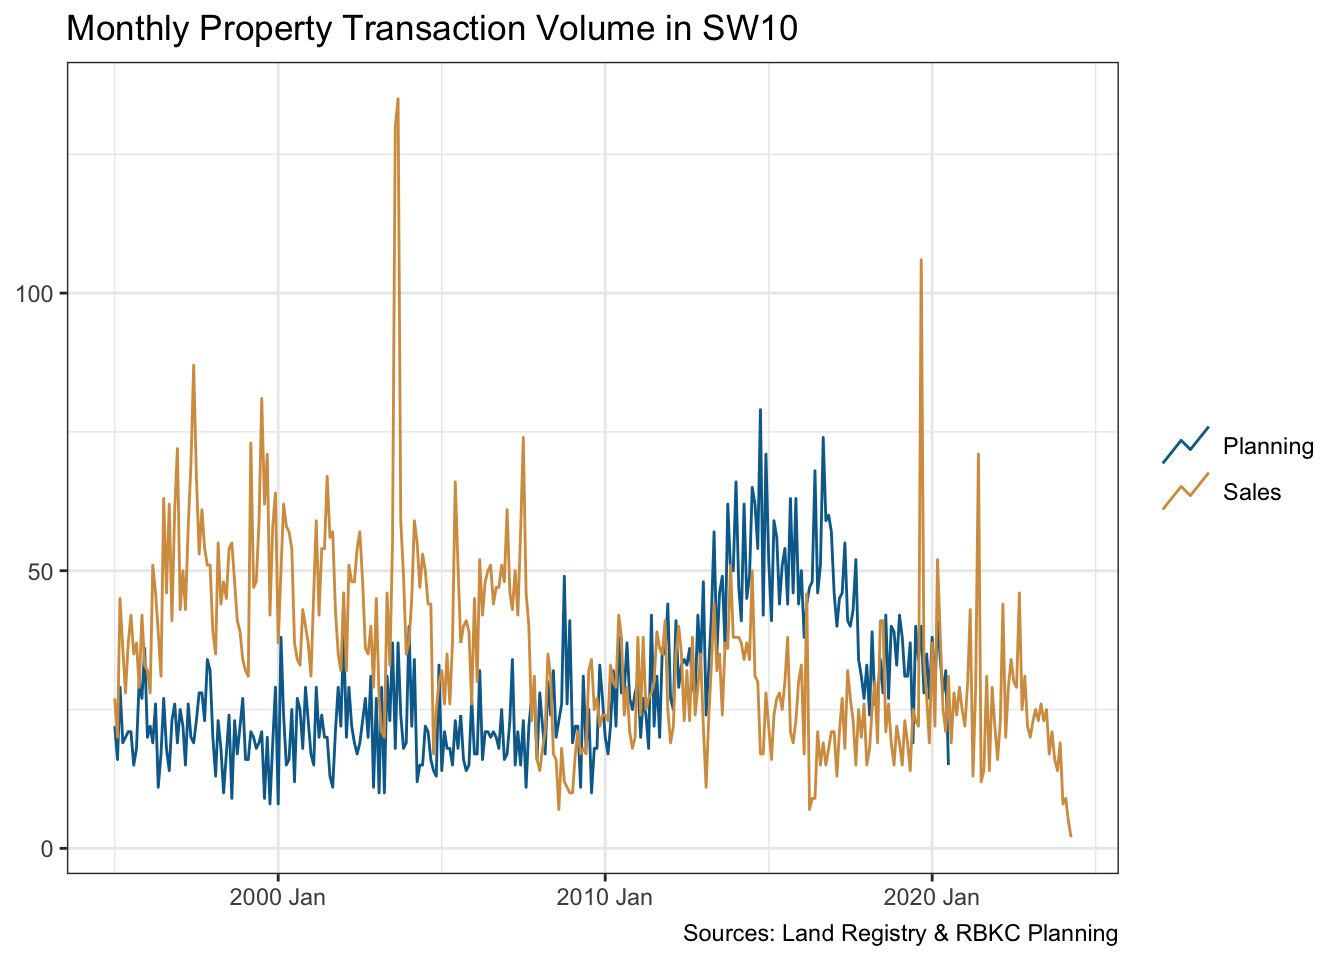 Monthly Property Transaction Volume in SW10
100
50
0
2000 Jan
2010 Jan
2020 Jan
Planning
Sales
Sources: Land Registry & RBKC Planning